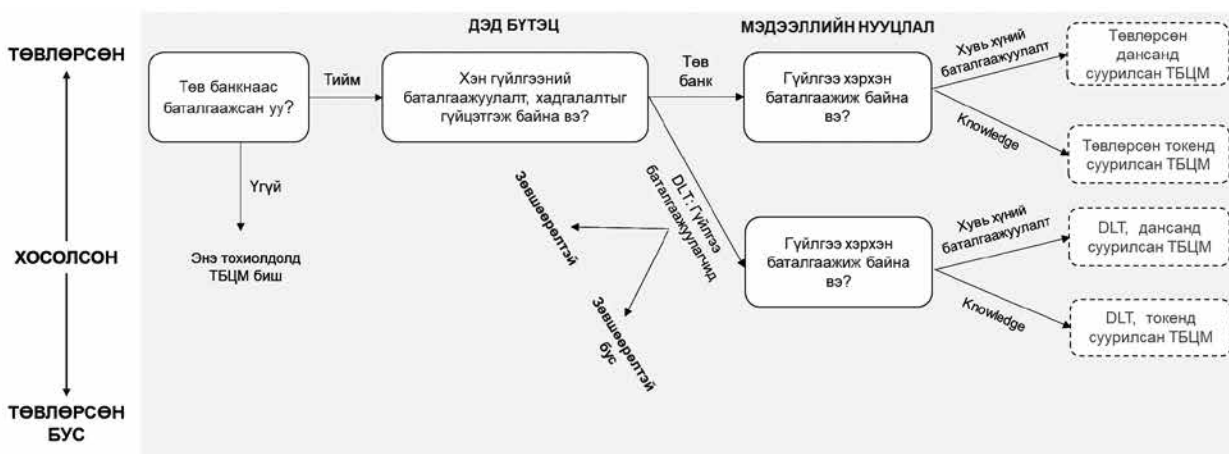 ДЭД БҮТЭЦ
МЭДЭЭЛЛИЙН НУУЦЛАЛ
ТӨВЛӨРСӨН
ХОСОЛСОН
ТӨВЛӨРСӨН
БУС
Төв банкнаас
баталгаажсан уу?
Тийм
Үгүй
Энэ тохиолдолд
ТБЦМ биш
Хэн гүйлгээний
баталгаажуулалт, хадгалалтыг
гүйцэтгэж байна вэ?
Төв
банк
DLT: Гүйлгээ
баталгаажуулагчид
Зөвшөөрөлтэй
Зөвшөөрөлтэй
бус
Гүйлгээ хэрхэн
баталгаажиж байна
вэ?
Хувь хүний
баталгаажуулалт
Knowledge
Төвлөрсөн
дансанд
суурилсан ТБЦМ
Төвлөрсөн токенд
суурилсан ТБЦМ
Гүйлгээ хэрхэн
баталгаажиж байна
вэ?
Хувь хүний
баталгаажуулалт
Knowledge
DLT, дансанд
суурилсан ТБЦМ
DLT, токенд
суурилсан ТБЦМ